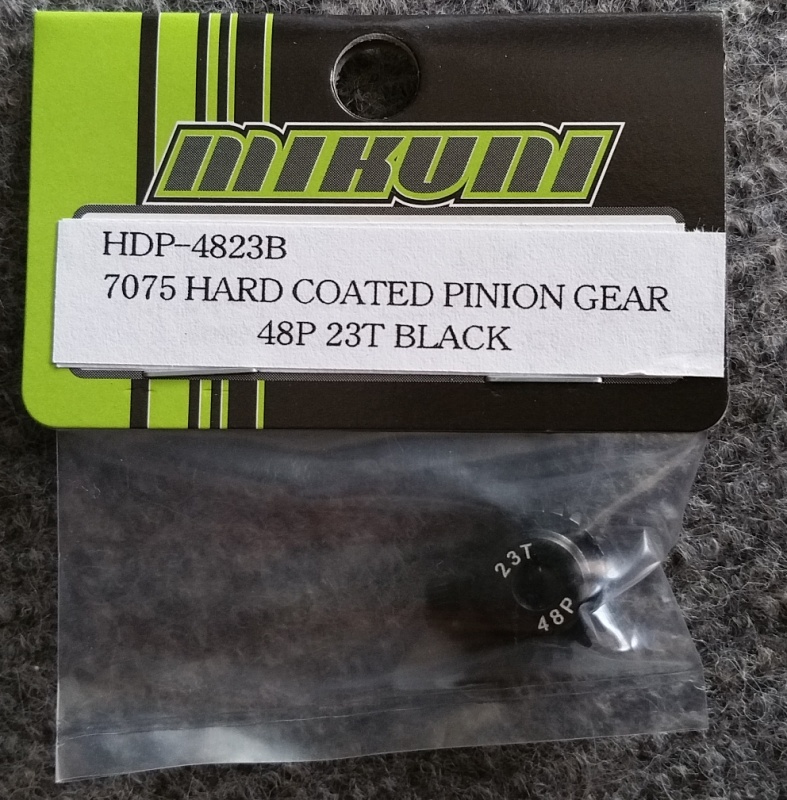 MIKUNI
HDP-4823B
7075 HARD COATED PINION GEAR
48P 23T BLACK
23T
48P